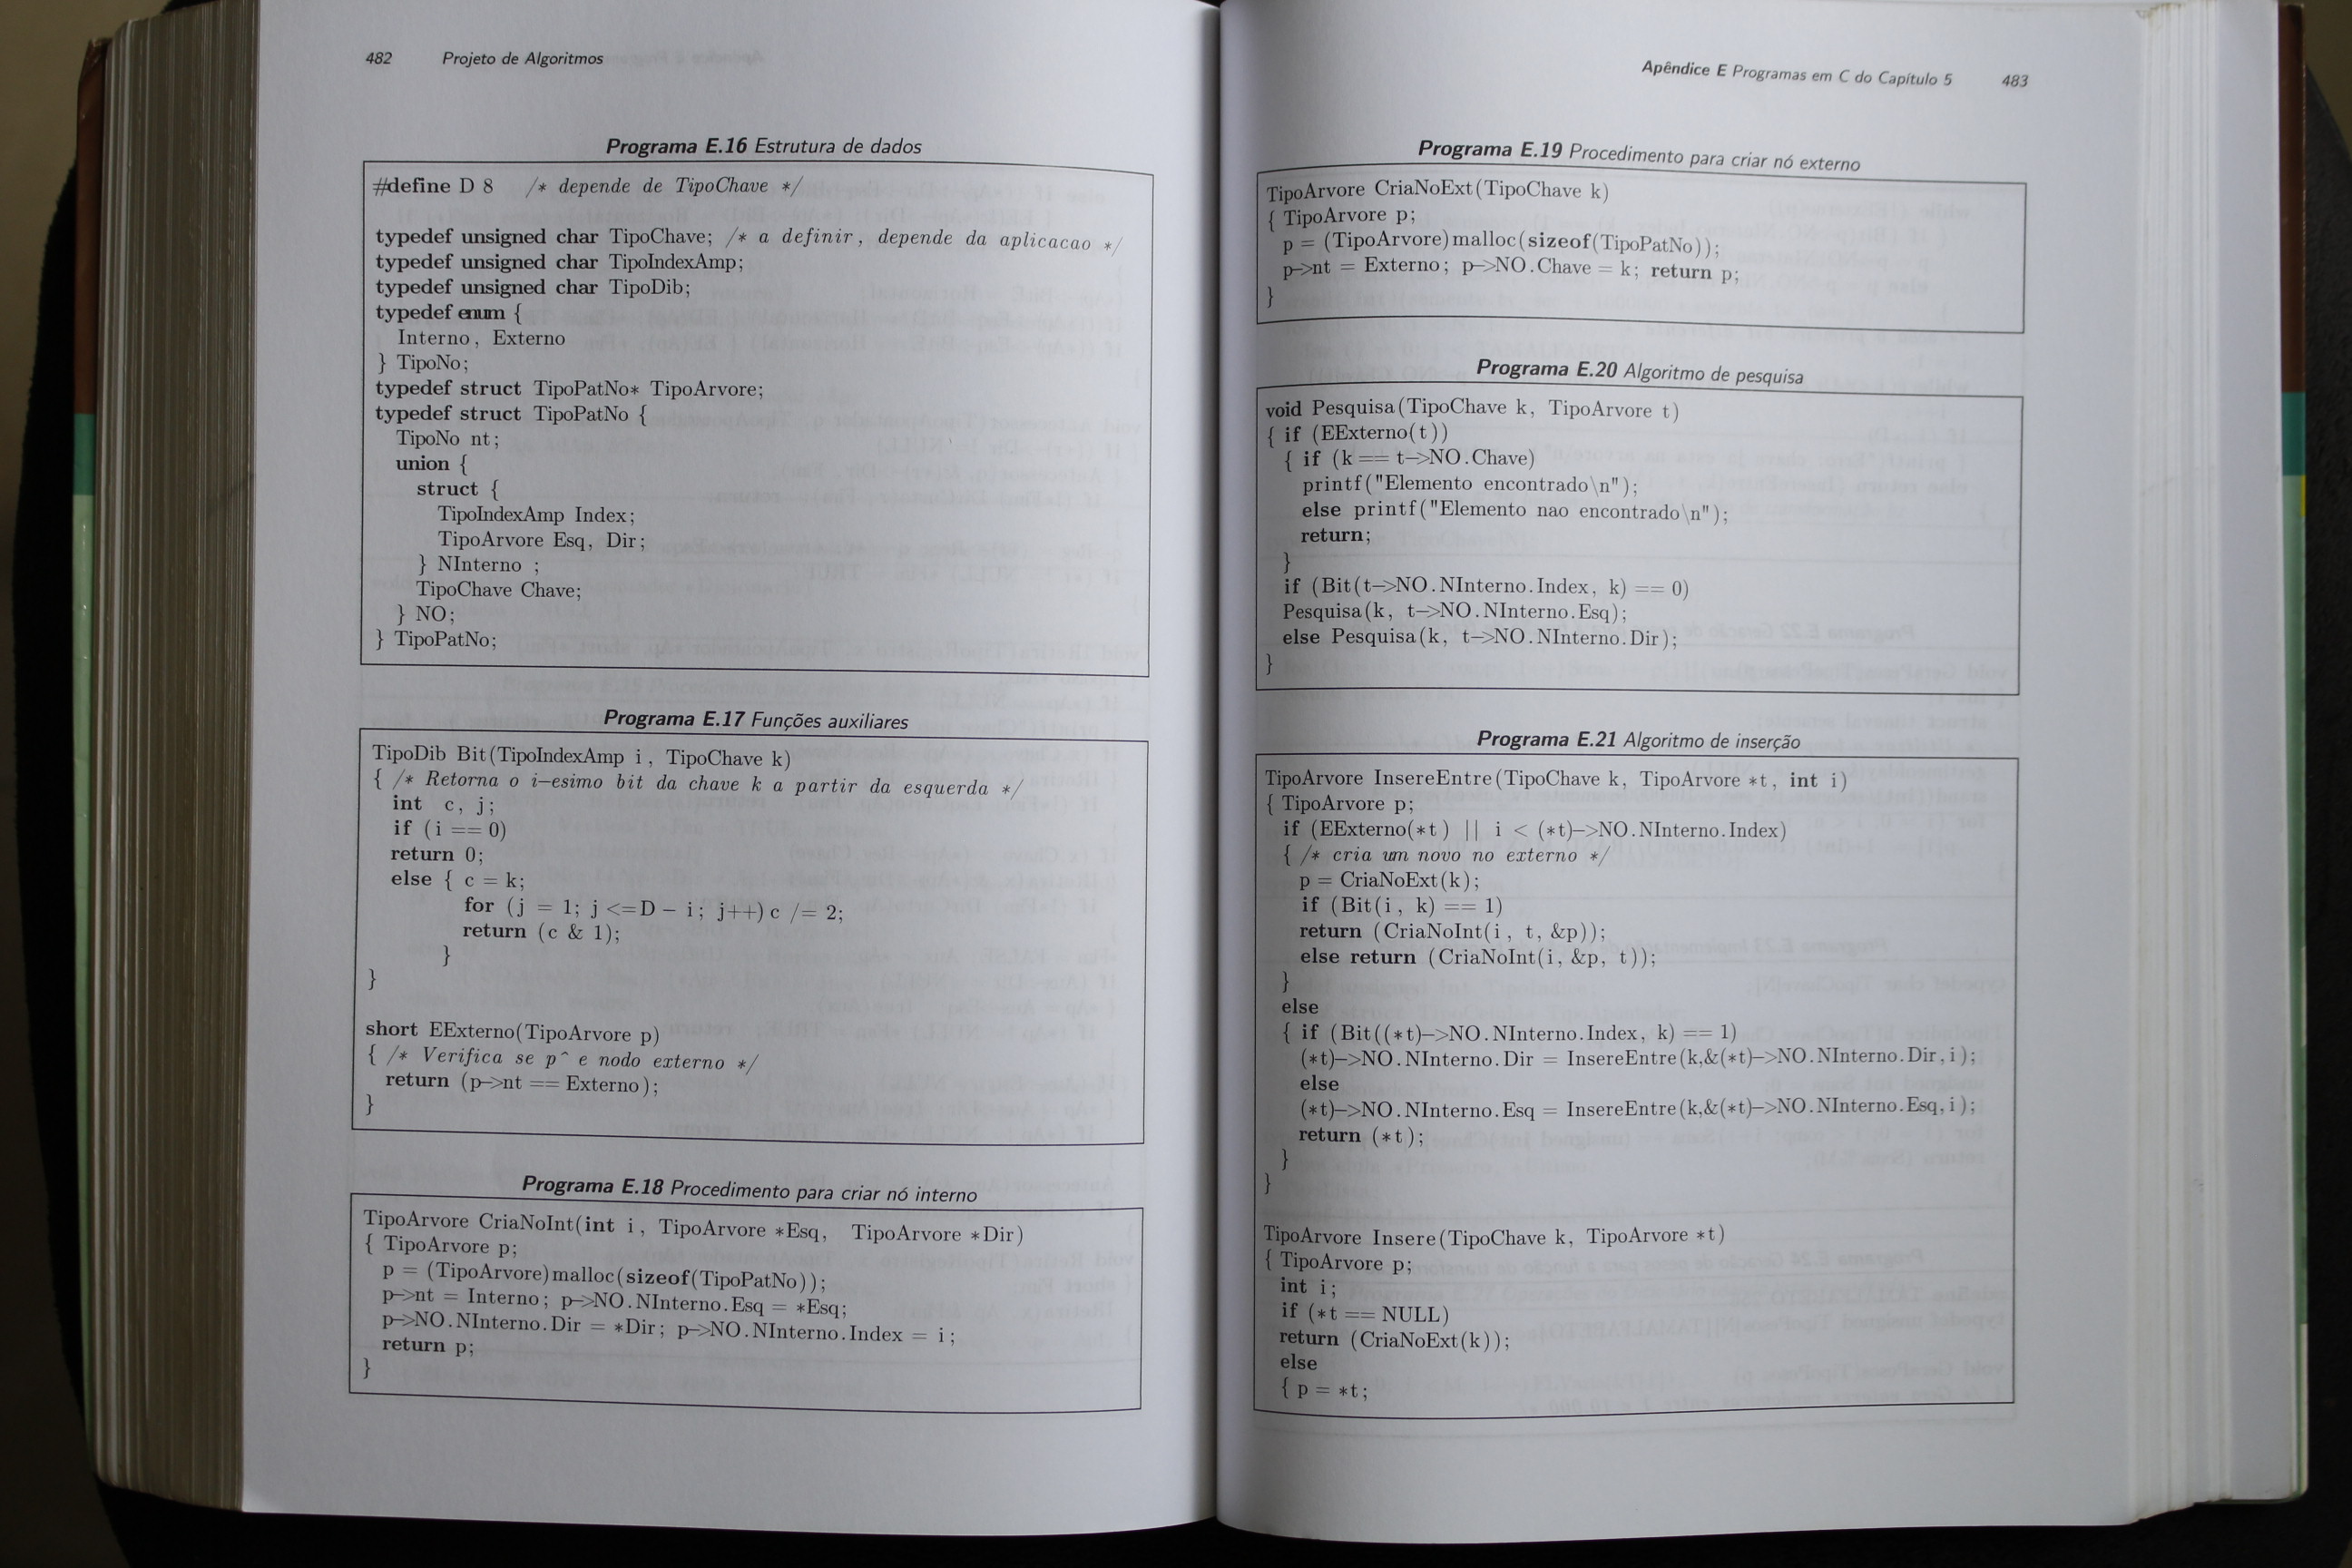 482 Projeto de Algoritmos
Programa E.16 Estrutura de dados
#define D 8 /* depende de TipoChave */
typedef unsigned char TipoChave; /* a definir, depende da aplicacao */
typedef unsigned char TipoIndexAmp;
typedef unsigned char TipoDib;
typedef enum {
Interno, Externo
} TipoNo;
typedef struct TipoPatNo* TipoArvore;
typedef struct TipoPatNo {
TipoNo nt;
union {
struct {
TipoIndexAmp Index;
TipoArvore Esq, Dir;
} NInterno ;
TipoChave Chave;
} NO;
} TipoPatNo;
Programa E.17 Funções auxiliares
TipoDib Bit(TipoIndexAmp i, TipoChave k)
{ /* Retorna o i-esimo bit da chave k a partir da esquerda */
int c, j;
if (i == 0)
return 0;
else { c = k;
for (j = 1; j <= D - i; j++) c /= 2;
return (c & 1);
}
}
short EExterno(TipoArvore p)
{ /* Verifica se p^ e nodo externo */
return (p->nt == Externo);
}
Programa E.18 Procedimento para criar nó interno
TipoArvore CriaNoInt(int i, TipoArvore *Esq, TipoArvore *Dir)
{ TipoArvore p;
p = (TipoArvore)malloc(sizeof(TipoPatNo));
p->nt = Interno; p->NO.NInterno.Esq = *Esq;
p->NO.NInterno.Dir = *Dir; p->NO.NInterno.Index = i;
return p;
}
Apêndice E Programas em C do Capítulo 5 483
Programa E.19 Procedimento para criar nó externo
TipoArvore CriaNoExt(TipoChave k)
{ TipoArvore p;
p = (TipoArvore)malloc(sizeof(TipoPatNo));
p->nt = Externo; p->NO.Chave = k; return p;
}
Programa E.20 Algoritmo de pesquisa
void Pesquisa(TipoChave k, TipoArvore t)
{ if (EExterno(t))
{ if (k == t->NO.Chave)
printf("Elemento encontrado\n");
else printf("Elemento nao encontrado\n");
return;
}
if (Bit(t->NO.NInterno.Index, k) == 0)
Pesquisa(k, t->NO.NInterno.Esq);
else Pesquisa(k, t->NO.NInterno.Dir);
}
Programa E.21 Algoritmo de inserção
TipoArvore InsereEntre(TipoChave k, TipoArvore *t, int i)
{ TipoArvore p;
if (EExterno(*t) || i < (*t)->NO.NInterno.Index)
{ /* cria um novo no externo */
p = CriaNoExt(k);
if (Bit(i, k) == 1)
return (CriaNoInt(i, t, &p));
else return (CriaNoInt(i, &p, t));
}
else
{ if (Bit((*t)->NO.NInterno.Index, k) == 1)
(*t)->NO.NInterno.Dir = InsereEntre(k,&(*t)->NO.NInterno.Dir,i);
else
(*t)->NO.NInterno.Esq = InsereEntre(k,&(*t)->NO.NInterno.Esq,i);
return (*t);
}
}
TipoArvore Insere(TipoChave k, TipoArvore *t)
{ TipoArvore p;
int i;
if (*t == NULL)
return (CriaNoExt(k));
else
{ p = *t;